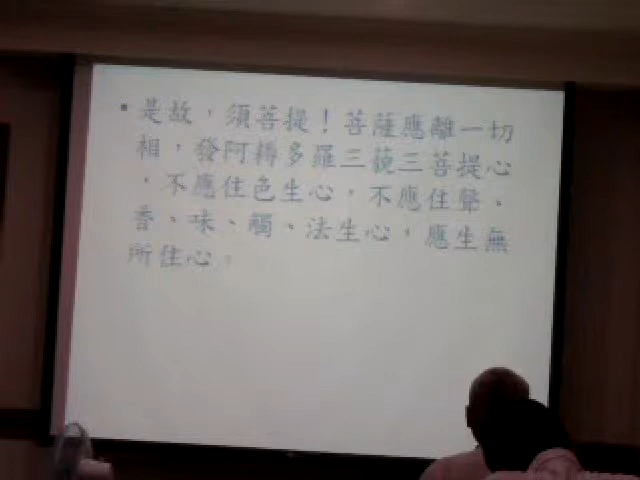 • 是故，須菩提！菩薩應離一切
相，發阿耨多羅三藐三菩提心
，不應住色生心，不應住聲、
香、味、觸、法生心，應生無
所住心。